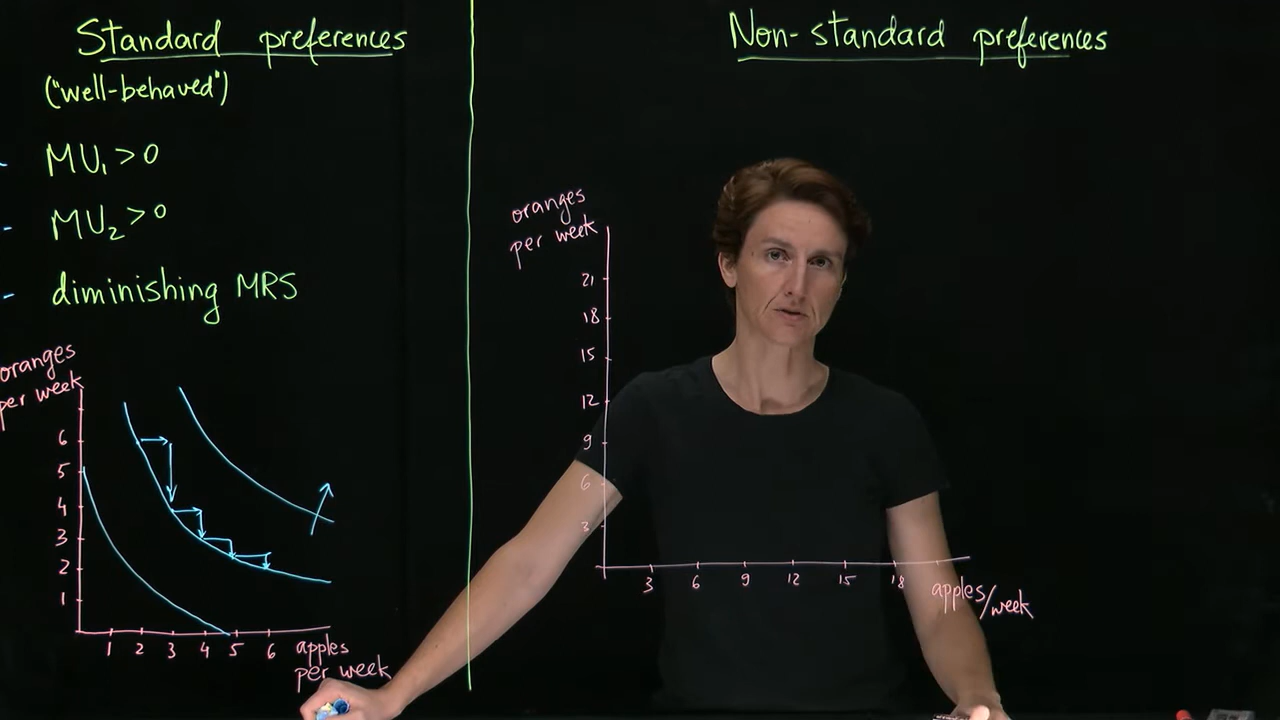 Standard preferences
("well-behaved")
- MU₁ > 0
- MU₂ > 0
- diminishing MRS
oranges
per week
6
5
4
3
2
1
1 2 3 4 5 6
apples
per week
Non-standard preferences
oranges
per week
21
18
15
12
9
6
3
3 6 9 12 15 18
apples/week